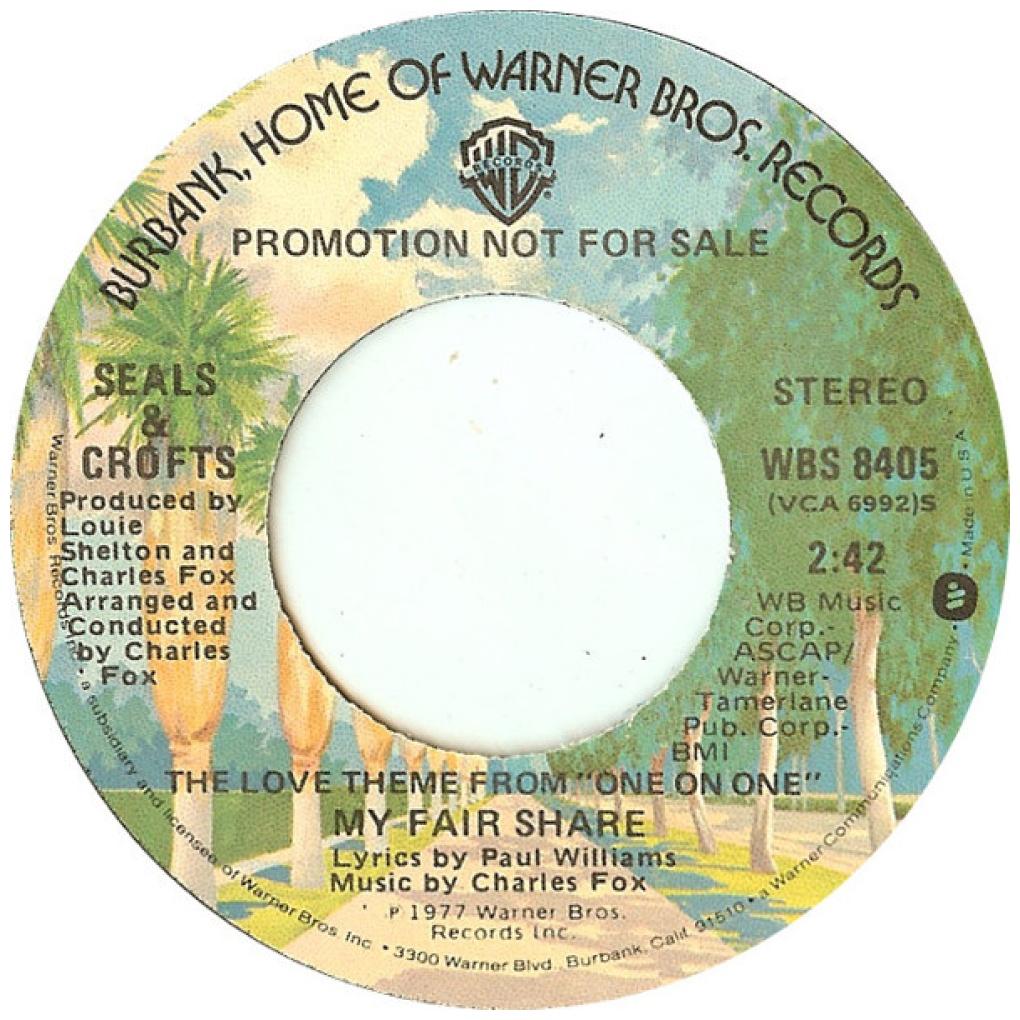 BURBANK, HOME OF WARNER BROS. RECORDS
RECORDS
PROMOTION NOT FOR SALE
SEALS
&
CROFTS
Produced by
Louie
Shelton and
Charles Fox
Arranged and
Conducted
by Charles
Fox
STEREO
WBS 8405
(VCA 6992)S
2:42
WB Music
Corp.-
ASCAP/
Warner-
Tamerlane
Pub. Corp.-
BMI
THE LOVE THEME FROM "ONE ON ONE"
MY FAIR SHARE
Lyrics by Paul Williams
Music by Charles Fox
℗ 1977 Warner Bros.
Records Inc.
Warner Bros. Records Inc. • a subsidiary and licensee of Warner Bros. Inc. • 3300 Warner Blvd., Burbank, Calif. 91510 • a Warner Communications Company • Made in U S A